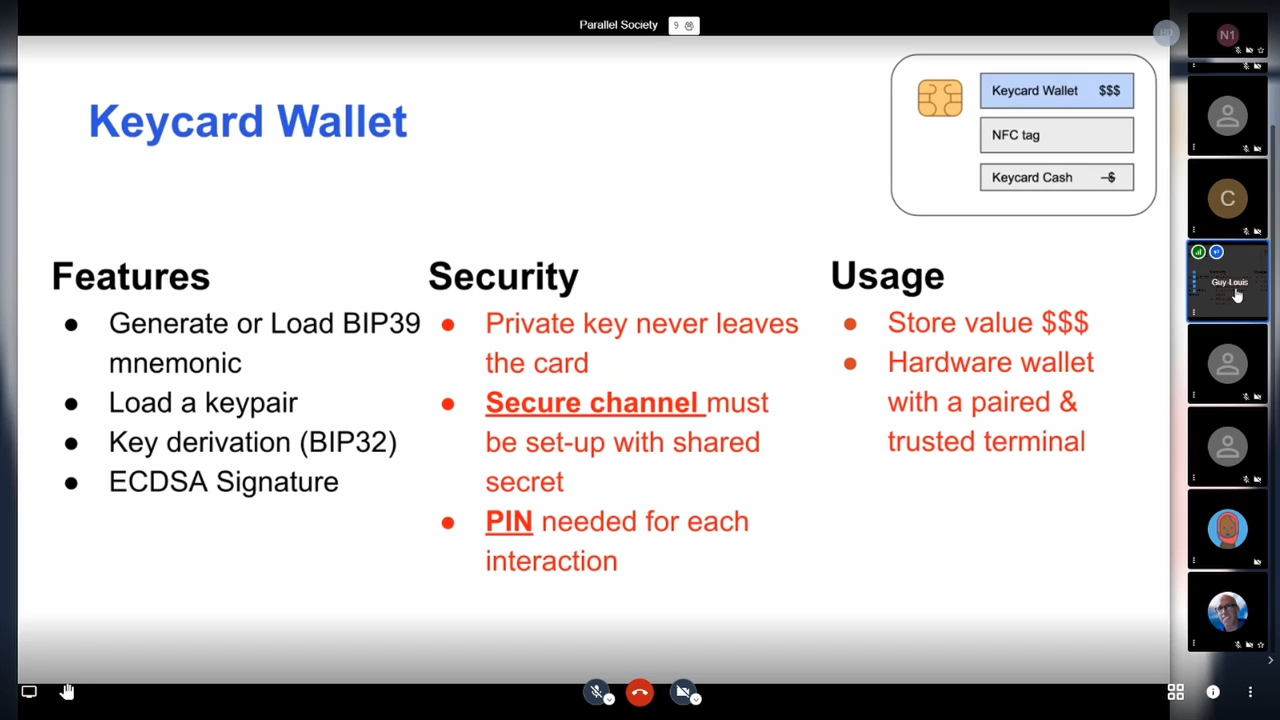 Parallel Society 9
HD
N1
Keycard Wallet $$$
NFC tag
Keycard Cash –$
Keycard Wallet
C
Guy-Louis
Features
Generate or Load BIP39
mnemonic
Load a keypair
Key derivation (BIP32)
ECDSA Signature
Security
Private key never leaves
the card
Secure channel must
be set-up with shared
secret
PIN needed for each
interaction
Usage
Store value $$$
Hardware wallet
with a paired &
trusted terminal